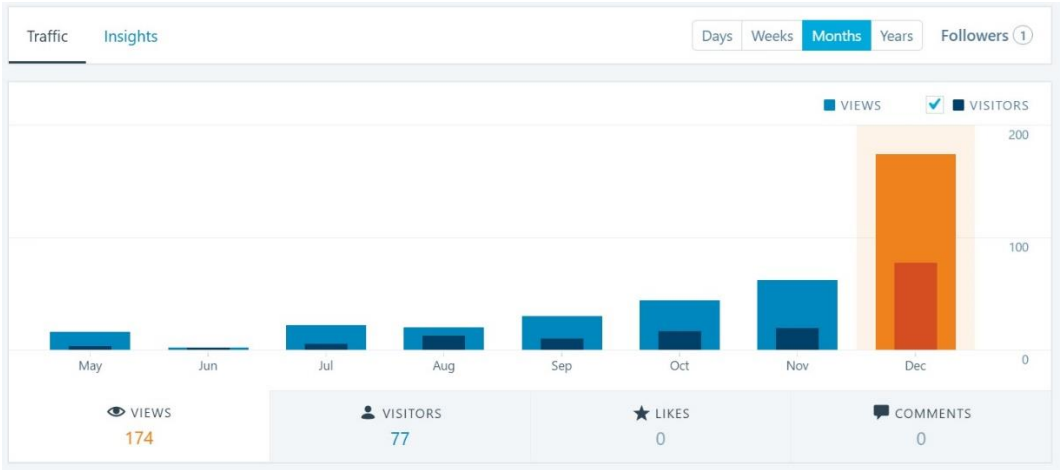 Traffic Insights Days Weeks Months Years Followers 1
VIEWS VISITORS
200
100
0
May Jun Jul Aug Sep Oct Nov Dec
VIEWS VISITORS LIKES COMMENTS
174 77 0 0